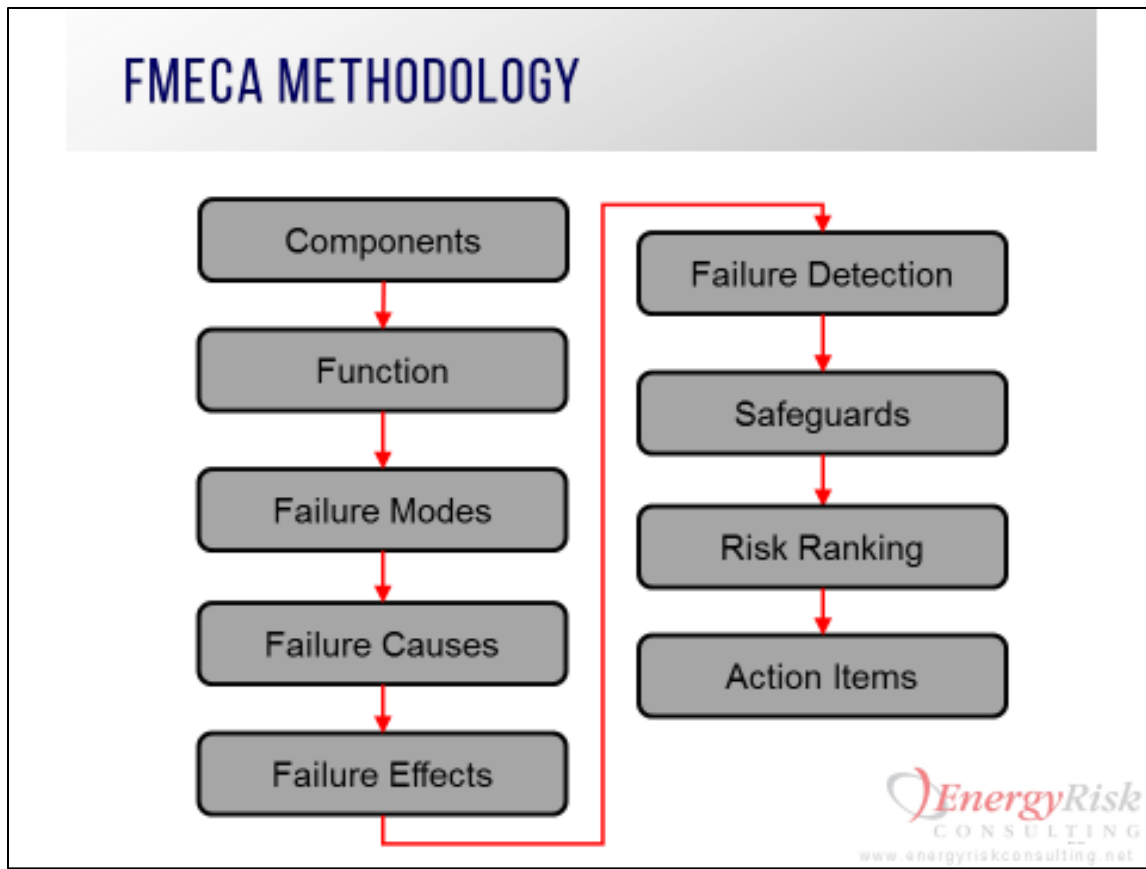 FMECA METHODOLOGY
Components
Function
Failure Modes
Failure Causes
Failure Effects
Failure Detection
Safeguards
Risk Ranking
Action Items
EnergyRisk
CONSULTING
www.energyriskconsulting.net